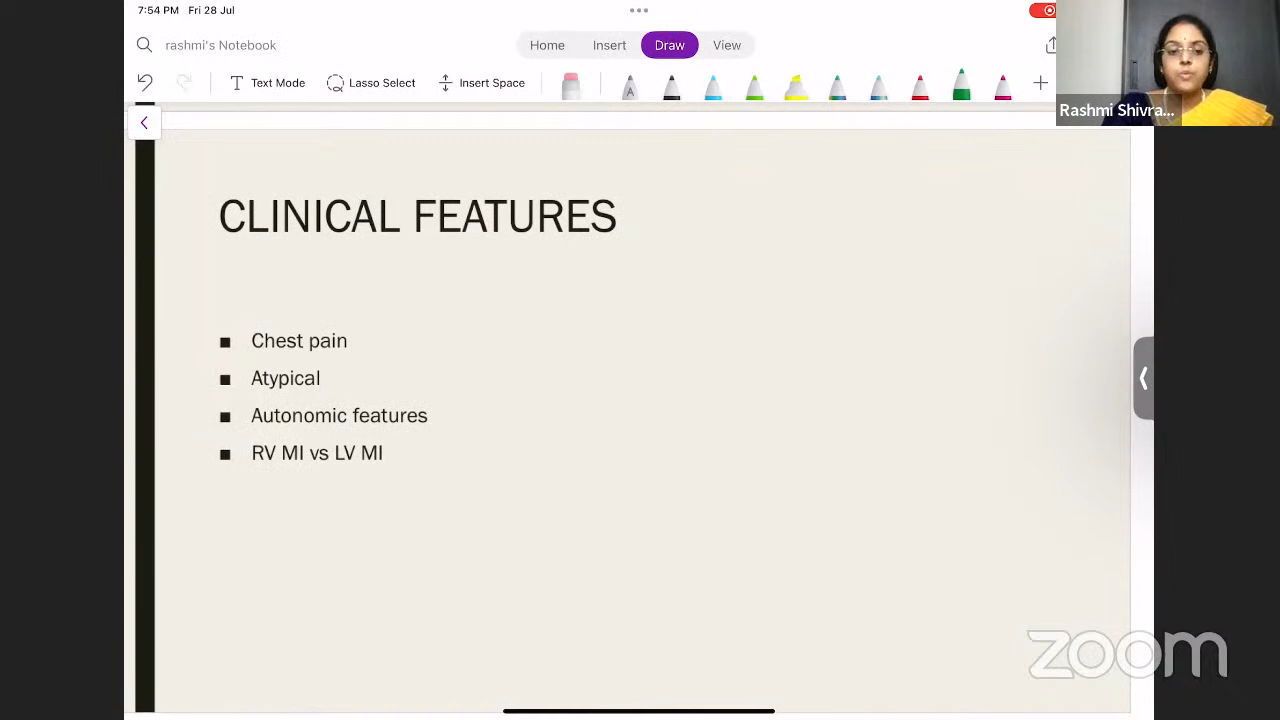 7:54 PM Fri 28 Jul
rashmi's Notebook
Home Insert Draw View
Text Mode Lasso Select Insert Space
A
Rashmi Shivra...
CLINICAL FEATURES
■ Chest pain
■ Atypical
■ Autonomic features
■ RV MI vs LV MI
zoom